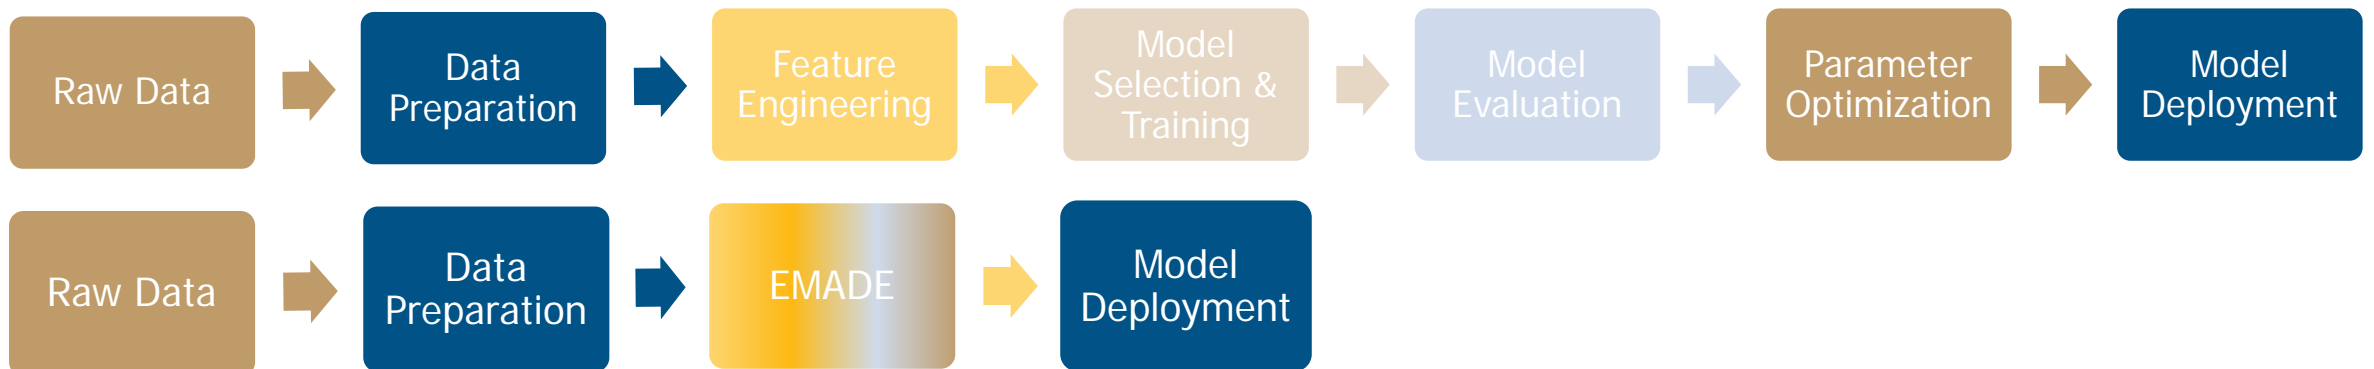 Raw Data
Data
Preparation
Feature
Engineering
Model
Selection &
Training
Model
Evaluation
Parameter
Optimization
Model
Deployment
Raw Data
Data
Preparation
EMADE
Model
Deployment